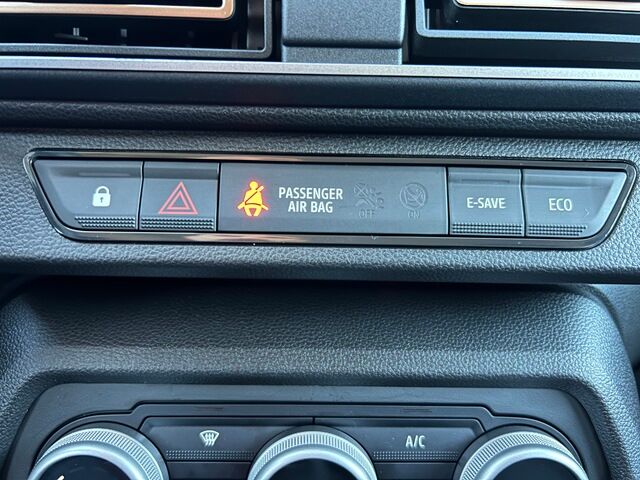 PASSENGER
AIR BAG
OFF
ON
E-SAVE
ECO
A/C